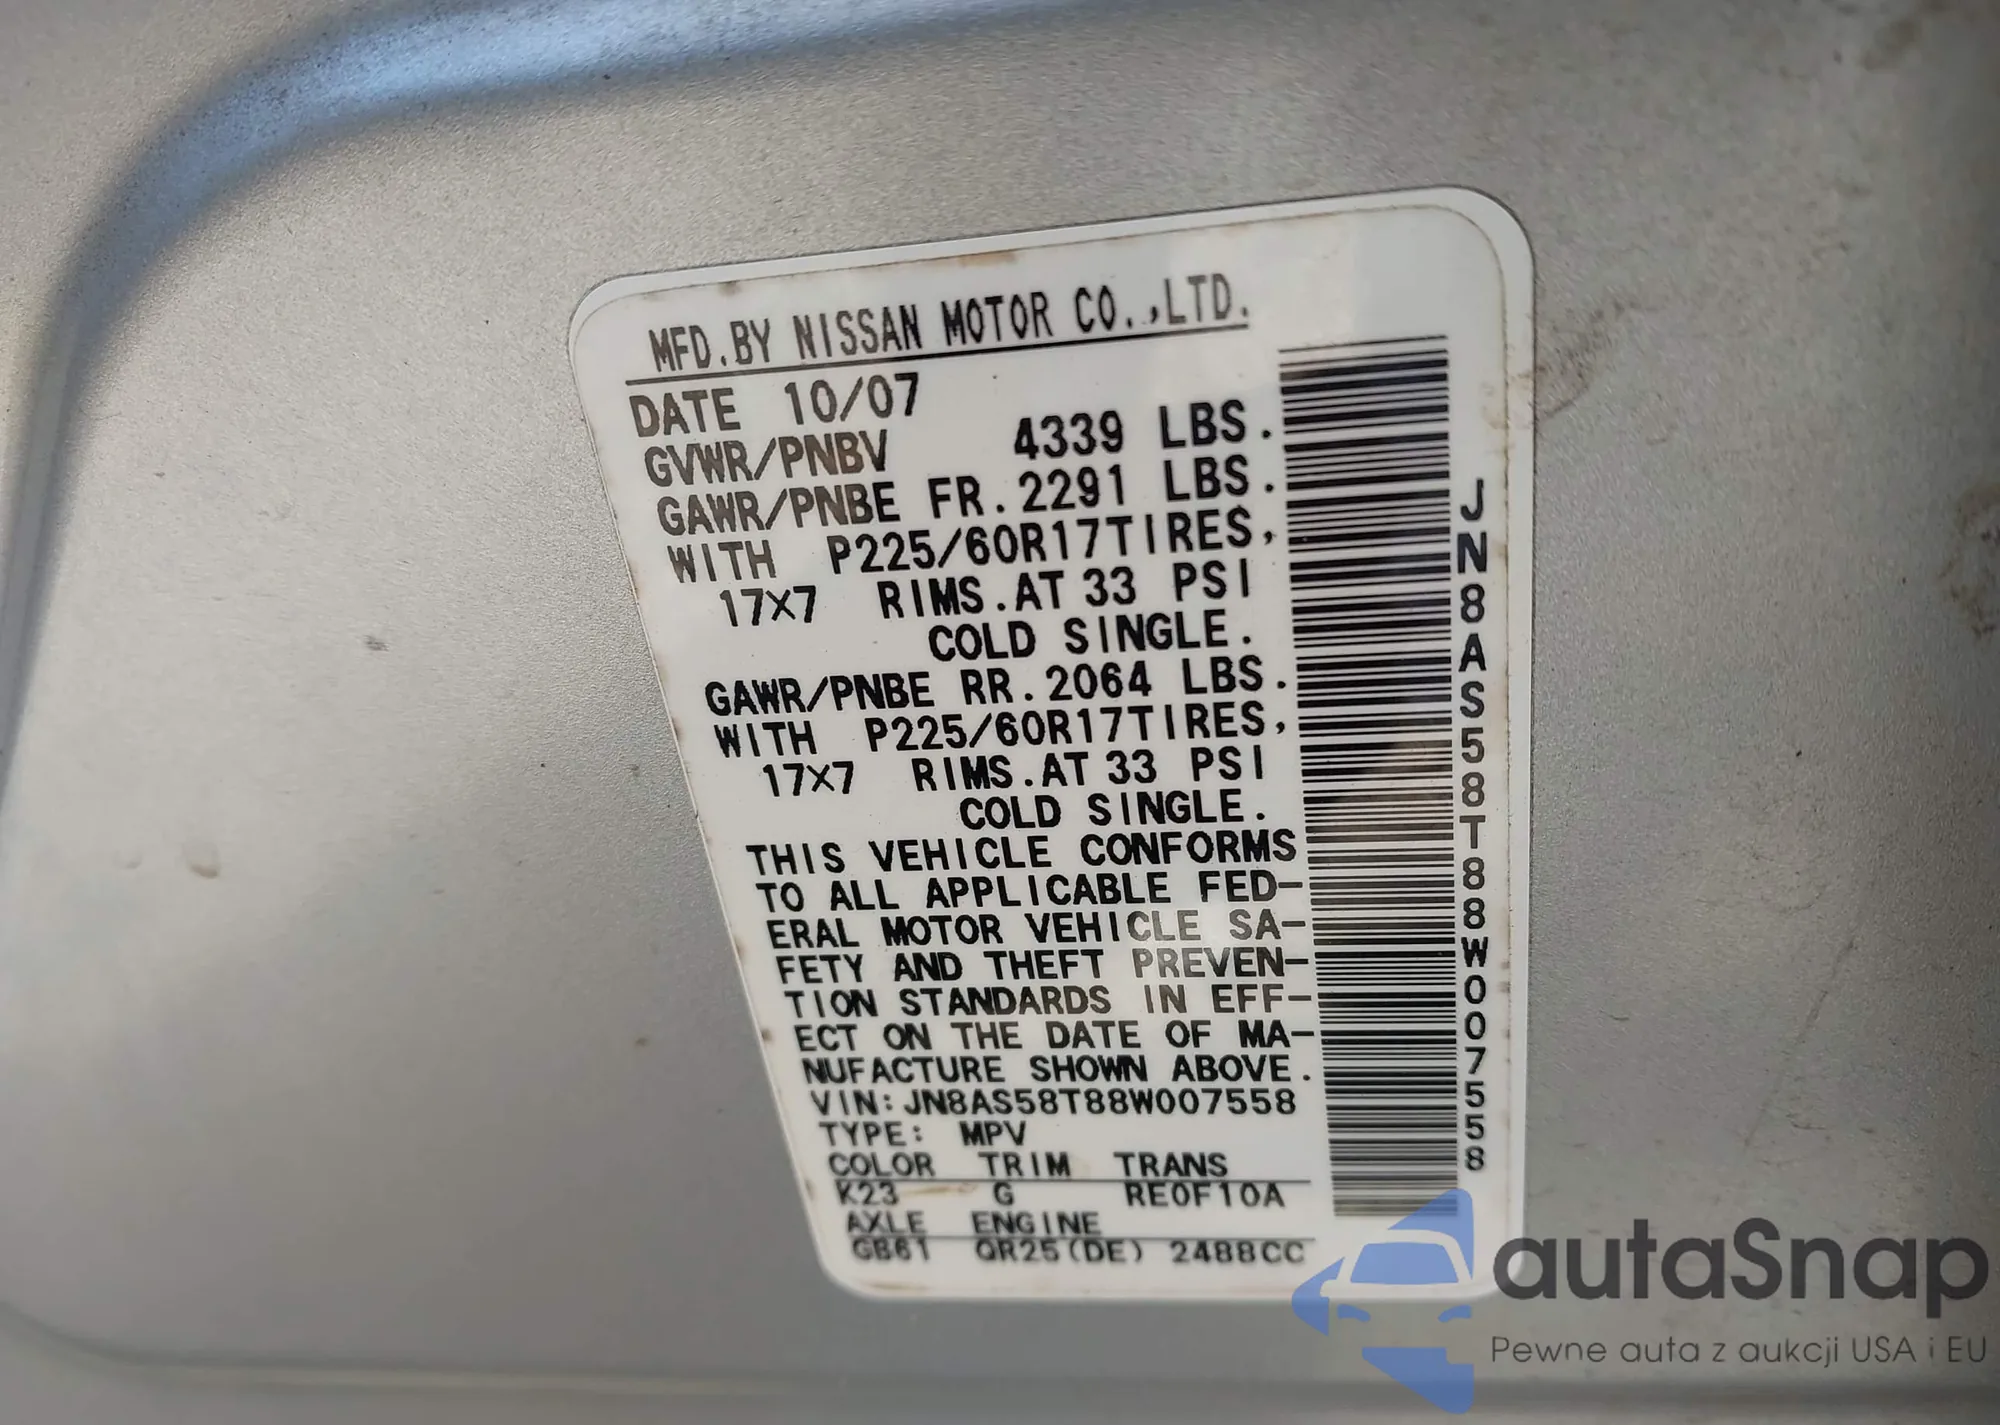 MFD.BY NISSAN MOTOR CO.,LTD.
DATE 10/07
GVWR/PNBV 4339 LBS.
GAWR/PNBE FR.2291 LBS.
WITH P225/60R17TIRES,
17X7 RIMS.AT 33 PSI
COLD SINGLE.
GAWR/PNBE RR.2064 LBS.
WITH P225/60R17TIRES,
17X7 RIMS.AT 33 PSI
COLD SINGLE.
THIS VEHICLE CONFORMS
TO ALL APPLICABLE FED-
ERAL MOTOR VEHICLE SA-
FETY AND THEFT PREVEN-
TION STANDARDS IN EFF-
ECT ON THE DATE OF MA-
NUFACTURE SHOWN ABOVE.
VIN:JN8AS58T88W007558
TYPE: MPV
COLOR TRIM TRANS
K23 G RE0F10A
AXLE ENGINE
GB61 QR25(DE) 2488CC
JN8AS58T88W007558
autaSnap
Pewne auta z aukcji USA i EU